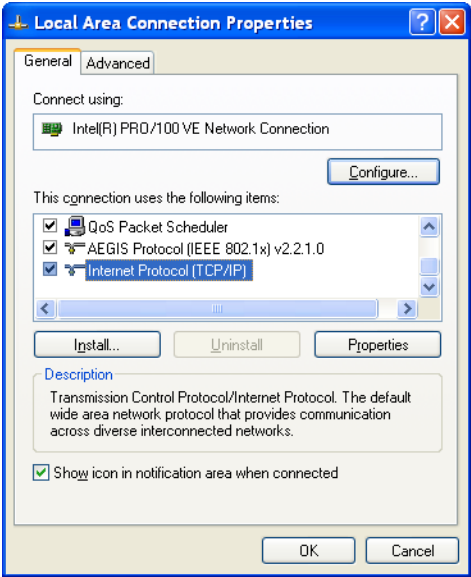 Local Area Connection Properties
General Advanced
Connect using:
Intel(R) PRO/100 VE Network Connection
Configure...
This connection uses the following items:
QoS Packet Scheduler
AEGIS Protocol (IEEE 802.1x) v2.2.1.0
Internet Protocol (TCP/IP)
Install... Uninstall Properties
Description
Transmission Control Protocol/Internet Protocol. The default
wide area network protocol that provides communication
across diverse interconnected networks.
Show icon in notification area when connected
OK Cancel